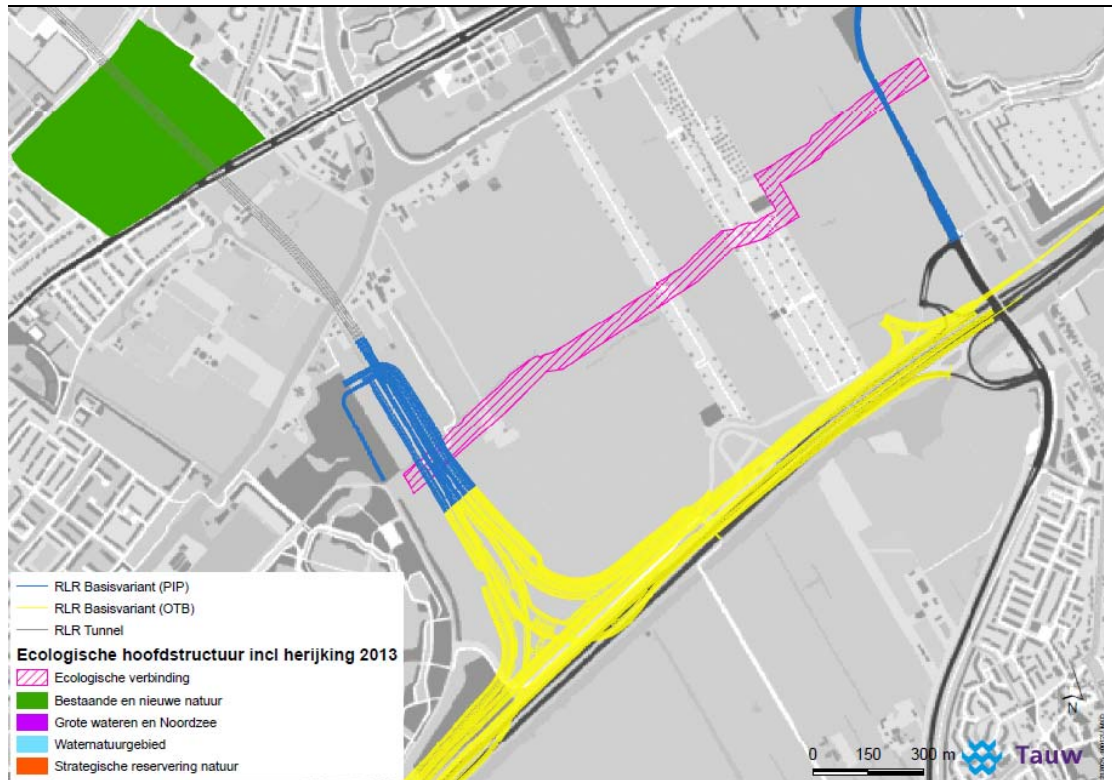 RLR Basisvariant (PIP)
RLR Basisvariant (OTB)
RLR Tunnel
Ecologische hoofdstructuur incl herijking 2013
Ecologische verbinding
Bestaande en nieuwe natuur
Grote wateren en Noordzee
Waternatuurgebied
Strategische reservering natuur
N
0 150 300 m
Tauw